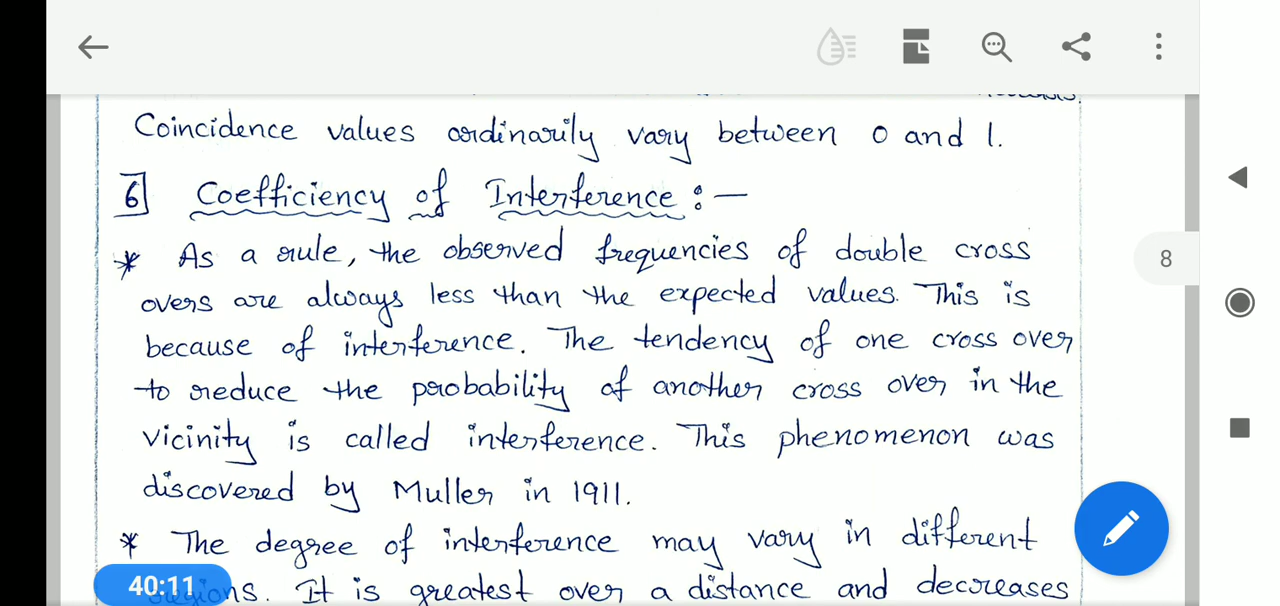 Coincidence values ordinarily vary between 0 and 1.
6 Coefficiency of Interference :-
* As a rule, the observed frequencies of double cross
8
overs are always less than the expected values. This is
because of interference. The tendency of one cross over
to reduce the probability of another cross over in the
vicinity is called interference. This phenomenon was
discovered by Muller in 1911.
* The degree of interference may vary in different
40:11
regions. It is greatest over a distance and decreases